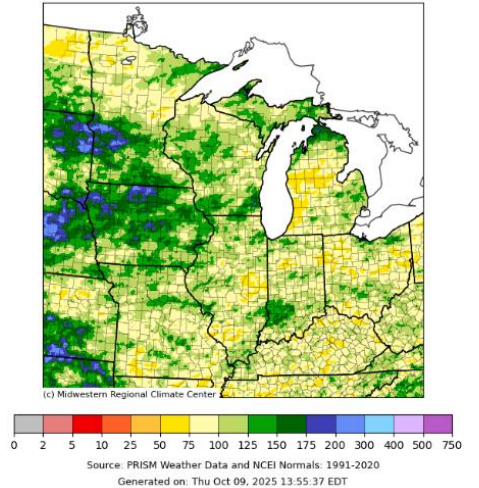 (c) Midwestern Regional Climate Center
0 2 5 10 25 50 75 100 125 150 175 200 300 400 500 750
Source: PRISM Weather Data and NCEI Normals: 1991-2020
Generated on: Thu Oct 09, 2025 13:55:37 EDT